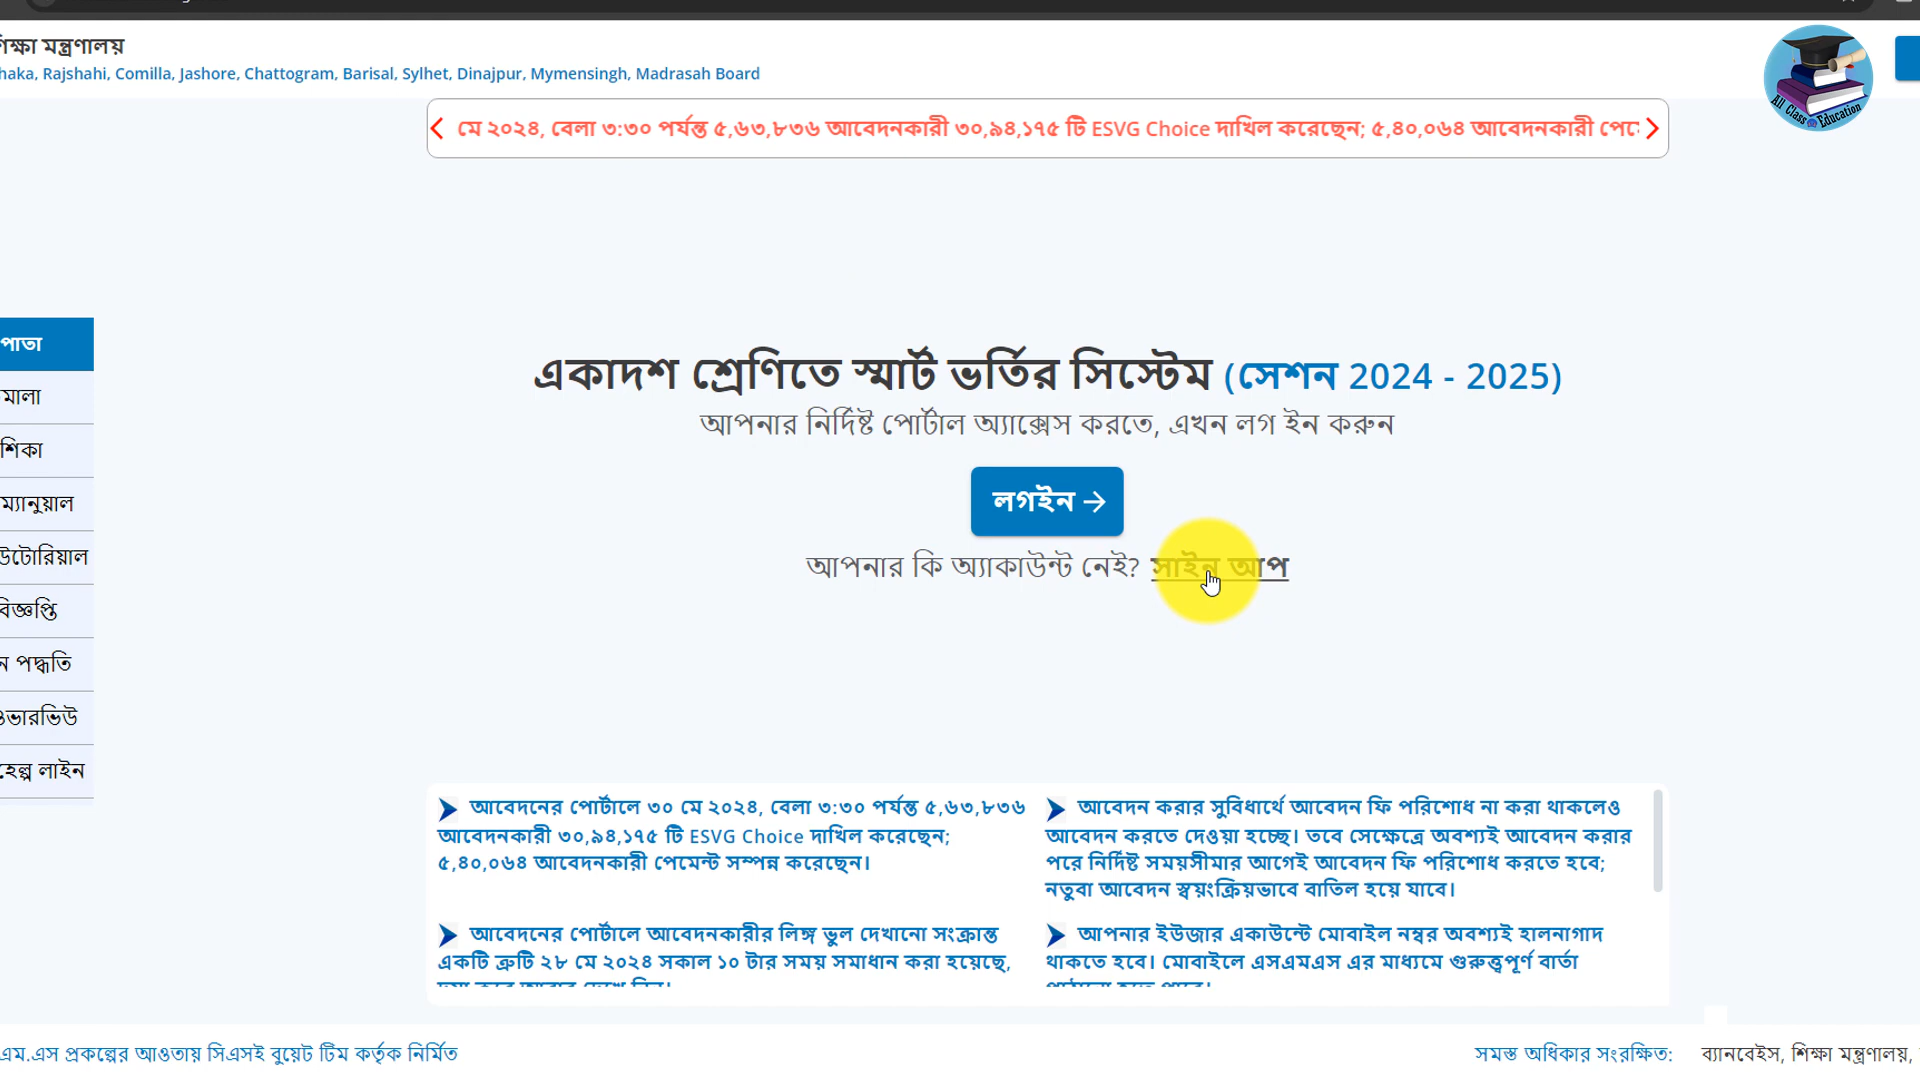 শিক্ষা মন্ত্রণালয়
haka, Rajshahi, Comilla, Jashore, Chattogram, Barisal, Sylhet, Dinajpur, Mymensingh, Madrasah Board
All Class Education
মে ২০২৪, বেলা ৩:৩০ পর্যন্ত ৫,৬৩,৮৩৬ আবেদনকারী ৩০,৯৪,১৭৫ টি ESVG Choice দাখিল করেছেন; ৫,৪০,০৬৪ আবেদনকারী
পাতা
মালা
শিকা
ম্যানুয়াল
উটোরিয়াল
বিজ্ঞপ্তি
ন পদ্ধতি
ওভারভিউ
হেল্প লাইন
একাদশ শ্রেণিতে স্মার্ট ভর্তির সিস্টেম (সেশন 2024 - 2025)
আপনার নির্দিষ্ট পোর্টাল অ্যাক্সেস করতে, এখন লগ ইন করুন
লগইন →
আপনার কি অ্যাকাউন্ট নেই? সাইন আপ
আবেদনের পোর্টালে ৩০ মে ২০২৪, বেলা ৩:৩০ পর্যন্ত ৫,৬৩,৮৩৬
আবেদনকারী ৩০,৯৪,১৭৫ টি ESVG Choice দাখিল করেছেন;
৫,৪০,০৬৪ আবেদনকারী পেমেন্ট সম্পন্ন করেছেন।
আবেদন করার সুবিধার্থে আবেদন ফি পরিশোধ না করা থাকলেও
আবেদন করতে দেওয়া হচ্ছে। তবে সেক্ষেত্রে অবশ্যই আবেদন করার
পরে নির্দিষ্ট সময়সীমার আগেই আবেদন ফি পরিশোধ করতে হবে;
নতুবা আবেদন স্বয়ংক্রিয়ভাবে বাতিল হয়ে যাবে।
আবেদনের পোর্টালে আবেদনকারীর লিঙ্গ ভুল দেখানো সংক্রান্ত
একটি ত্রুটি ২৮ মে ২০২৪ সকাল ১০ টার সময় সমাধান করা হয়েছে,
আপনার ইউজার একাউন্টে মোবাইল নম্বর অবশ্যই হালনাগাদ
থাকতে হবে। মোবাইলে এসএমএস এর মাধ্যমে গুরুত্বপূর্ণ বার্তা
এম.এস প্রকল্পের আওতায় সিএসই বুয়েট টিম কর্তৃক নির্মিত
সমস্ত অধিকার সংরক্ষিত: ব্যানবেইস, শিক্ষা মন্ত্রণালয়,